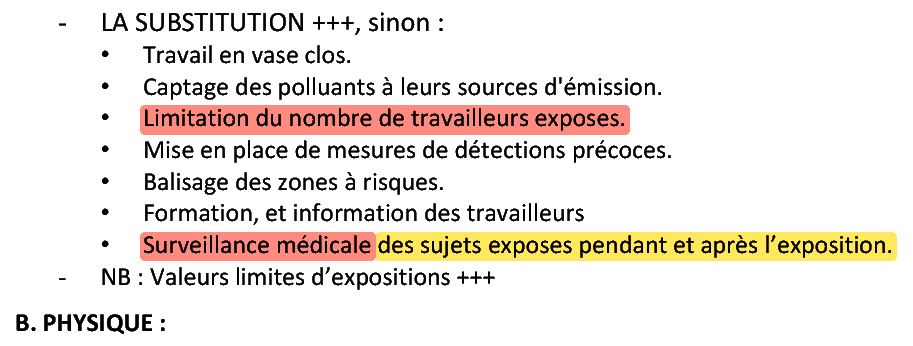 - LA SUBSTITUTION +++, sinon :
• Travail en vase clos.
• Captage des polluants à leurs sources d'émission.
• Limitation du nombre de travailleurs exposes.
• Mise en place de mesures de détections précoces.
• Balisage des zones à risques.
• Formation, et information des travailleurs
• Surveillance médicale des sujets exposes pendant et après l’exposition.
- NB : Valeurs limites d’expositions +++
B. PHYSIQUE :